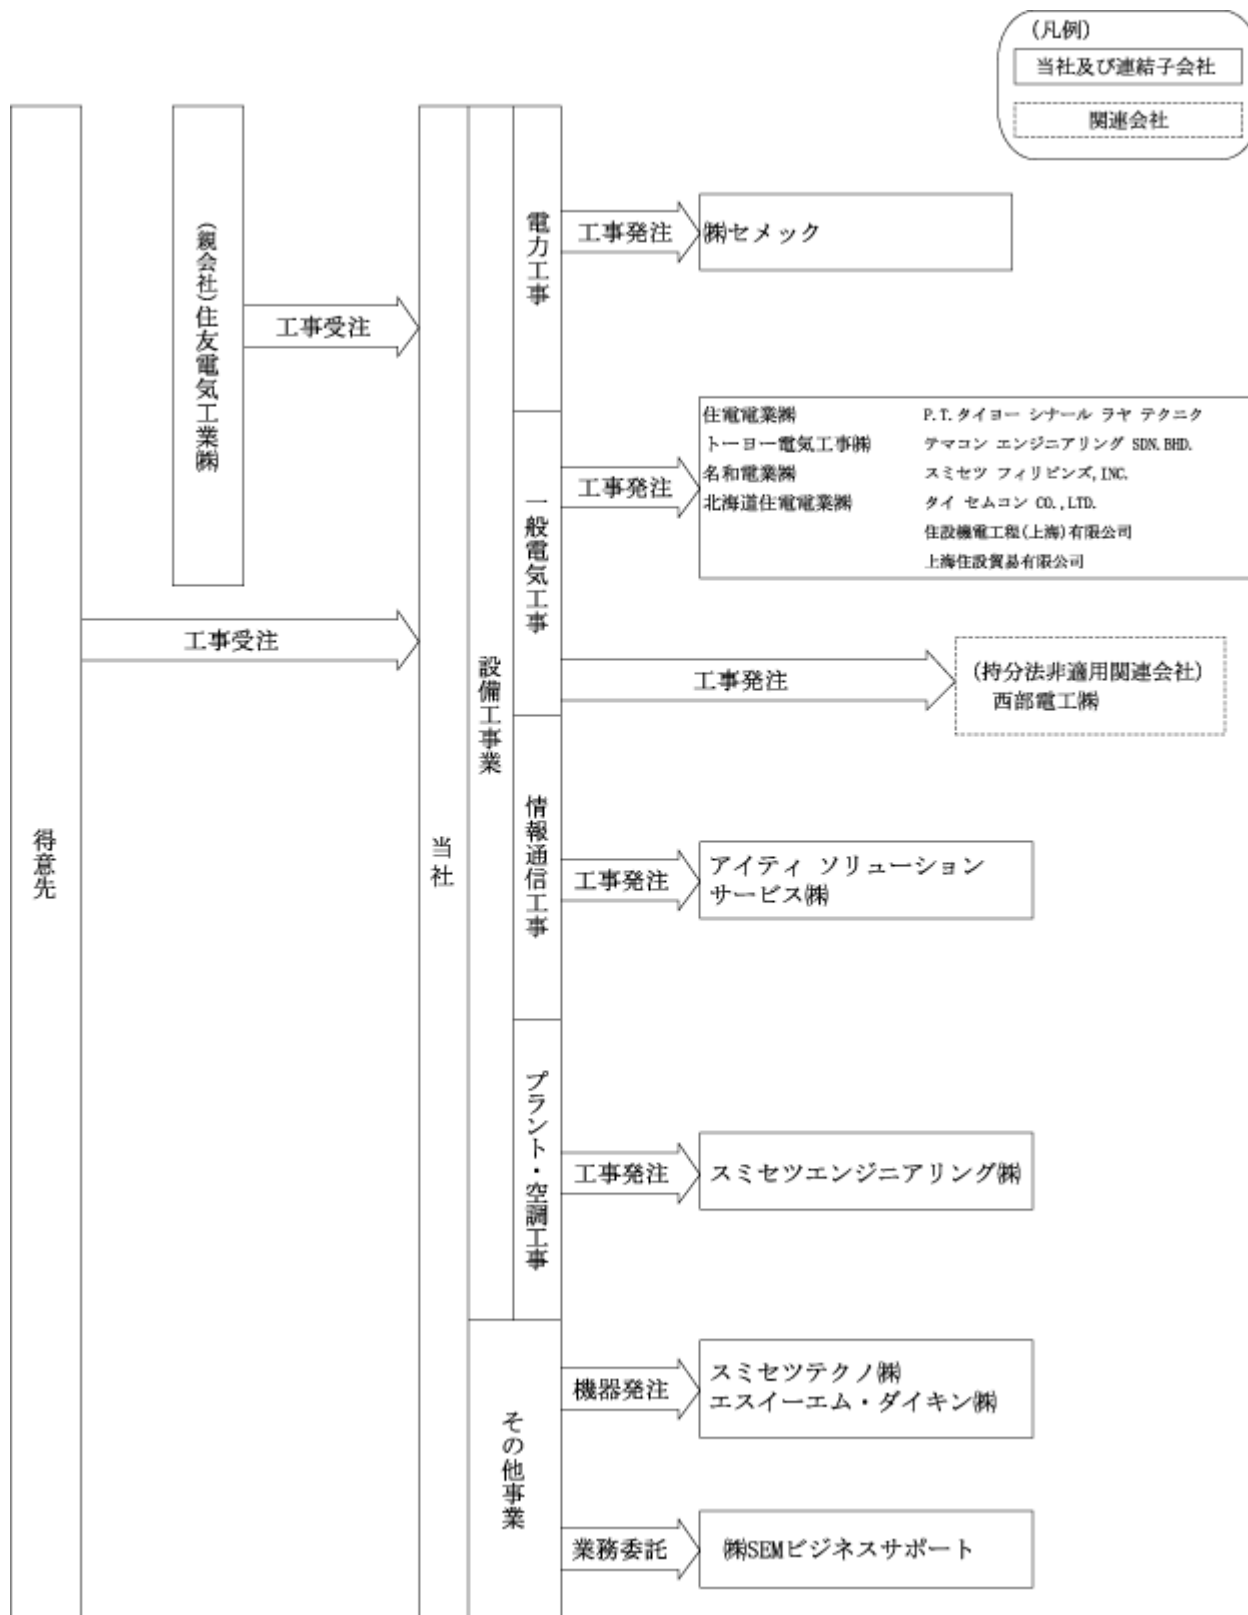 (凡例)
当社及び連結子会社
関連会社
得意先
(親会社)住友電気工業㈱
工事受注
工事受注
当社
設備工事業
電力工事
工事発注
㈱セメック
一般電気工事
工事発注
住電電業㈱
トーヨー電気工事㈱
名和電業㈱
北海道住電電業㈱
P.T.タイヨー シナール ラヤ テクニク
テマコン エンジニアリング SDN.BHD.
スミセツ フィリピンズ,INC.
タイ セムコン CO.,LTD.
住設機電工程(上海)有限公司
上海住設貿易有限公司
工事発注
(持分法非適用関連会社)
西部電工㈱
情報通信工事
工事発注
アイティ ソリューション
サービス㈱
プラント・空調工事
工事発注
スミセツエンジニアリング㈱
その他事業
機器発注
スミセツテクノ㈱
エスイーエム・ダイキン㈱
業務委託
㈱SEMビジネスサポート